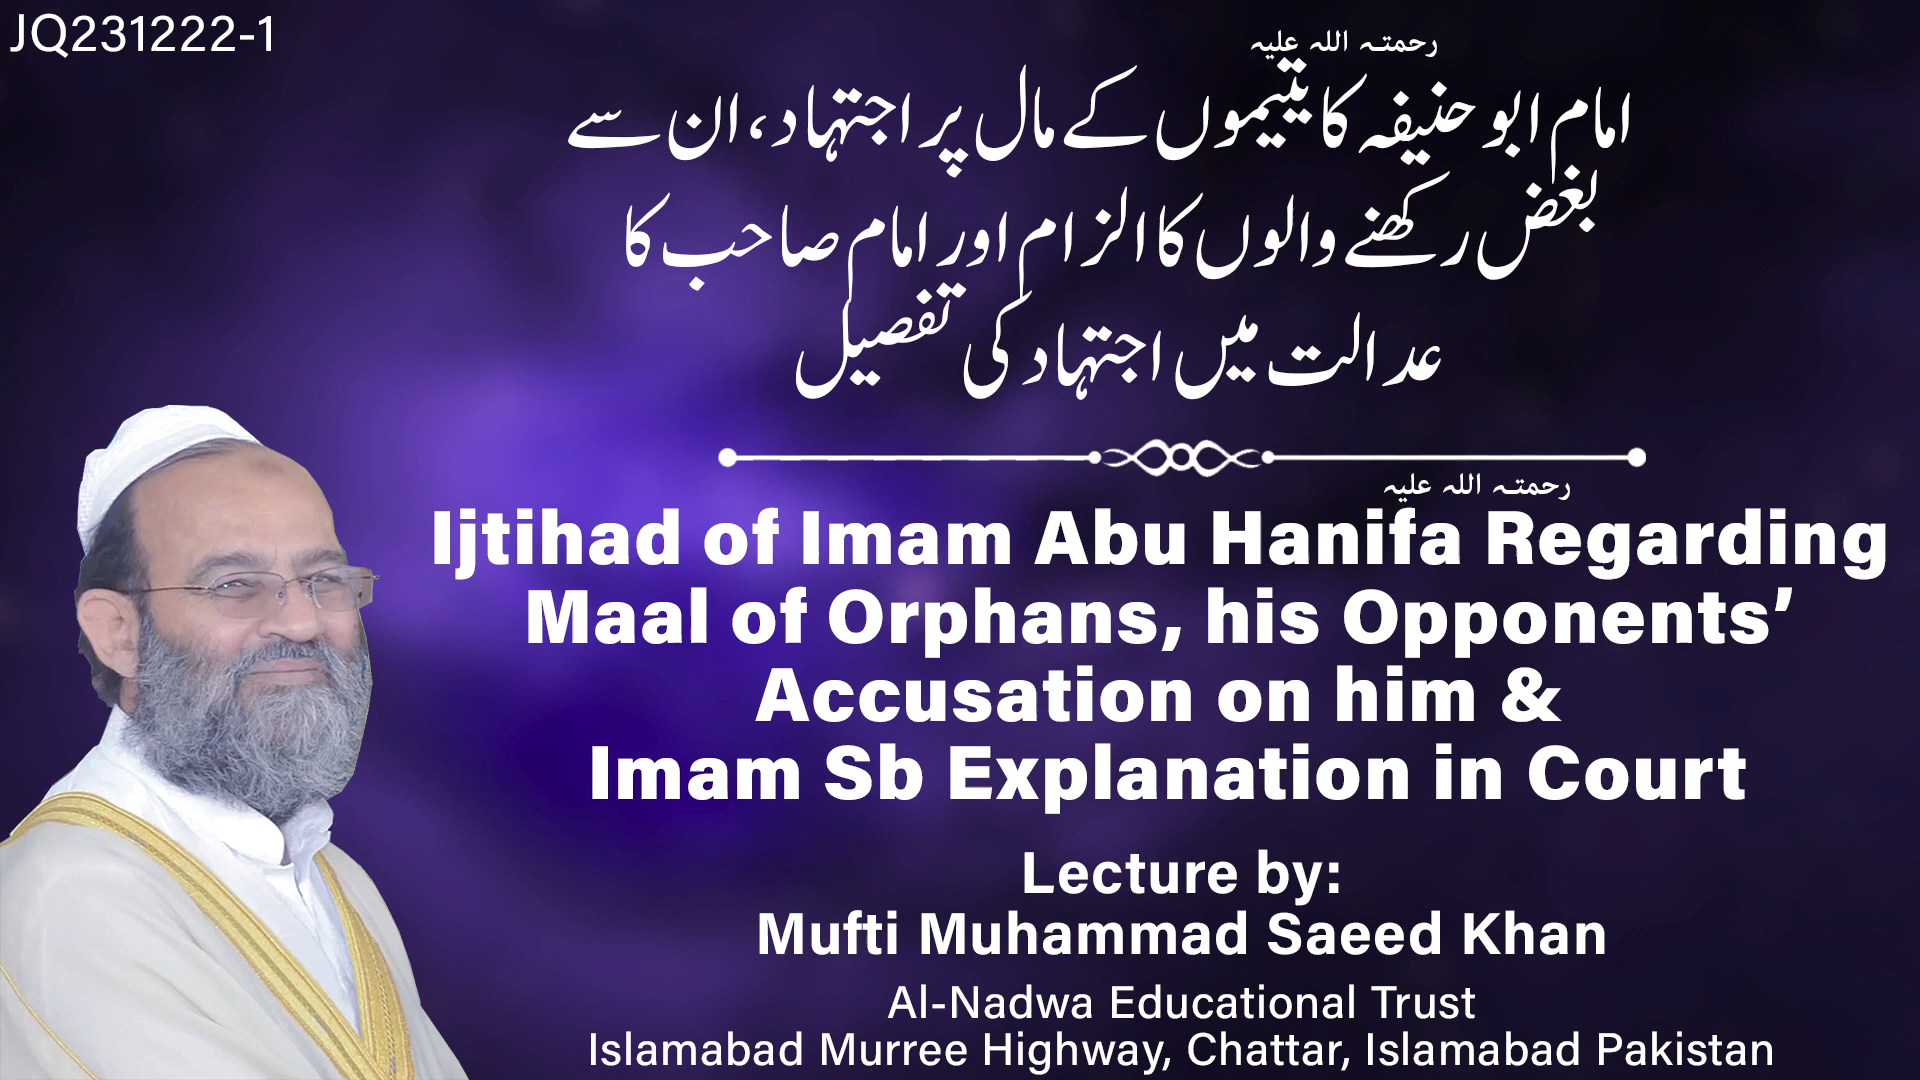 JQ231222-1
رحمتہ اللہ علیہ
امام ابو حنیفہ کا یتیموں کے مال پر اجتہاد، ان سے
بغض رکھنے والوں کا الزام اور امام صاحب کا
عدالت میں اجتہاد کی تفصیل
رحمتہ اللہ علیہ
Ijtihad of Imam Abu Hanifa Regarding
Maal of Orphans, his Opponents’
Accusation on him &
Imam Sb Explanation in Court
Lecture by:
Mufti Muhammad Saeed Khan
Al-Nadwa Educational Trust
Islamabad Murree Highway, Chattar, Islamabad Pakistan